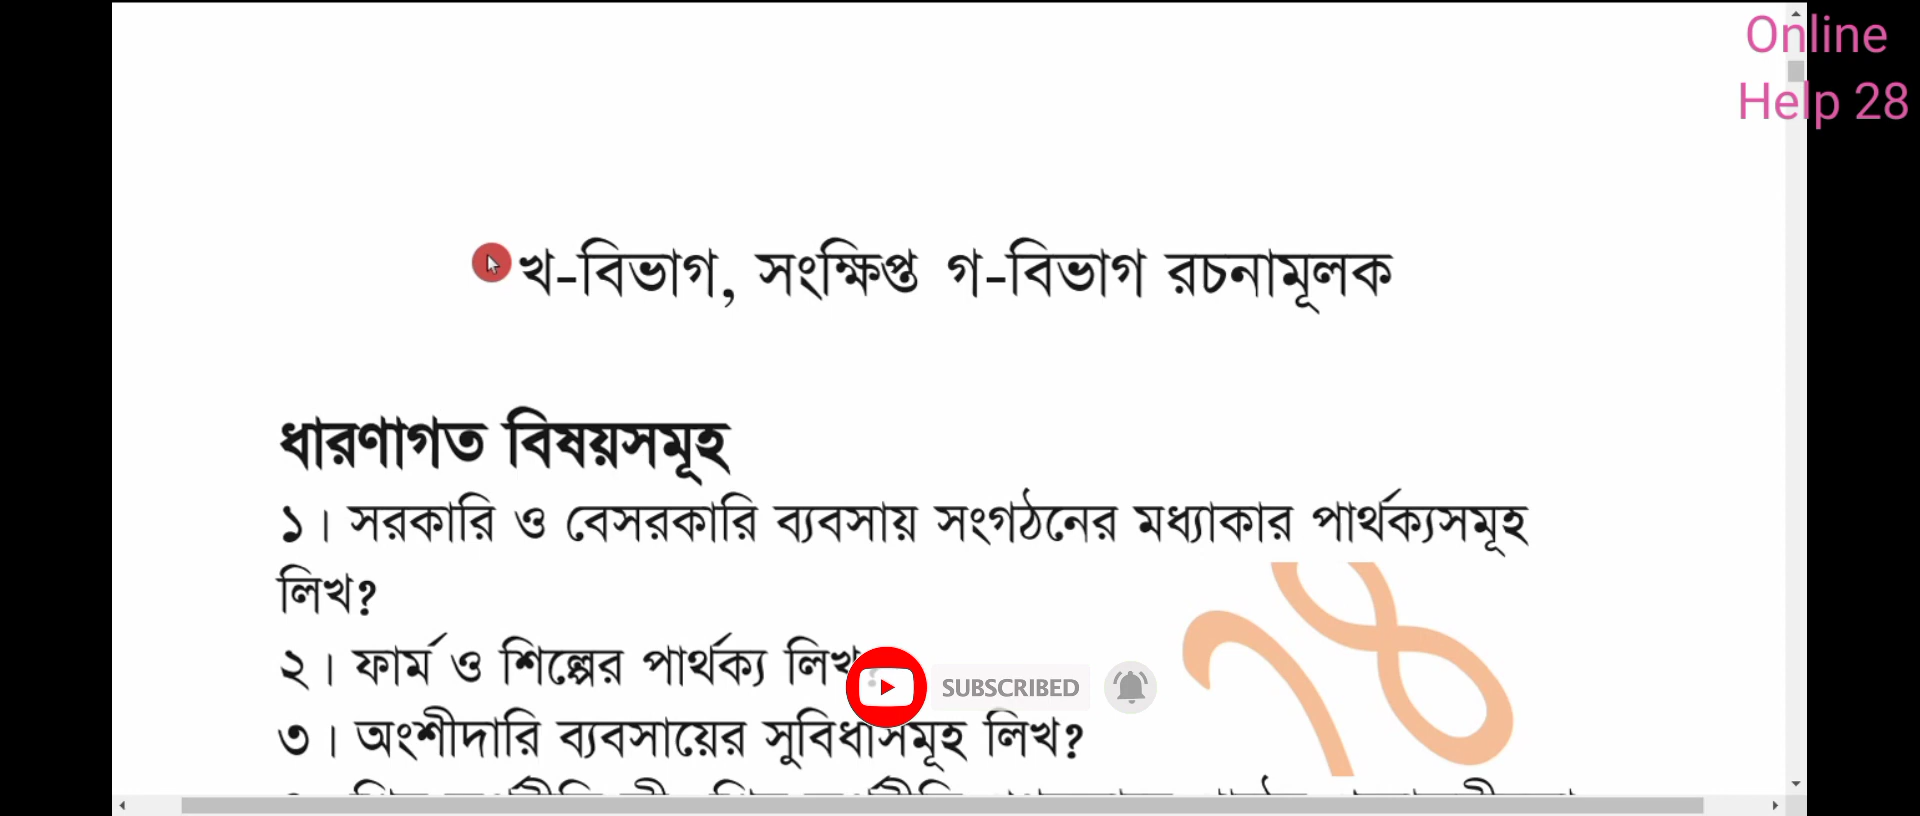 Online
Help 28
খ-বিভাগ, সংক্ষিপ্ত গ-বিভাগ রচনামূলক
ধারণাগত বিষয়সমূহ
১। সরকারি ও বেসরকারি ব্যবসায় সংগঠনের মধ্যাকার পার্থক্যসমূহ
লিখ?
২। ফার্ম ও শিল্পের পার্থক্য লিখ
SUBSCRIBED
৩। অংশীদারি ব্যবসায়ের সুবিধাসমূহ লিখ?